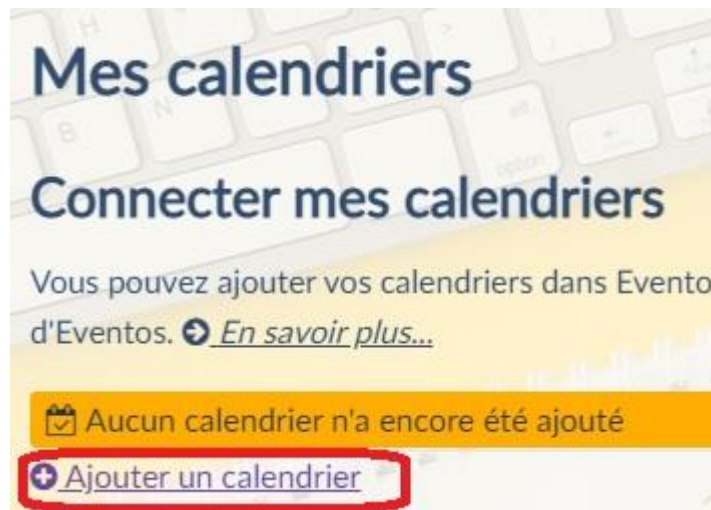 Mes calendriers
Connecter mes calendriers
Vous pouvez ajouter vos calendriers dans Evento
d'Eventos. En savoir plus...
Aucun calendrier n'a encore été ajouté
Ajouter un calendrier